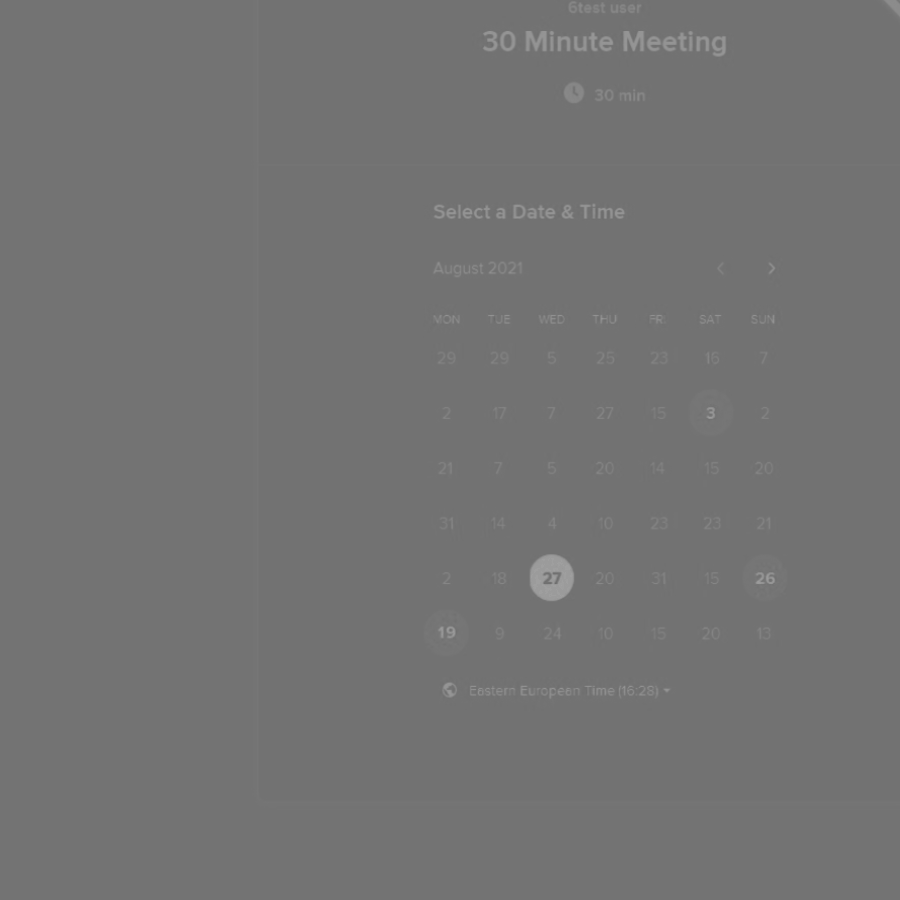 6test user
30 Minute Meeting
30 min
Select a Date & Time
August 2021
MON TUE WED THU FRI SAT SUN
29 29 5 25 23 15 7
2 17 7 27 15 3 2
21 7 5 20 14 15 20
31 14 4 10 23 23 21
2 18 27 20 31 15 26
19 9 24 10 15 20 13
Eastern European Time (16:28)